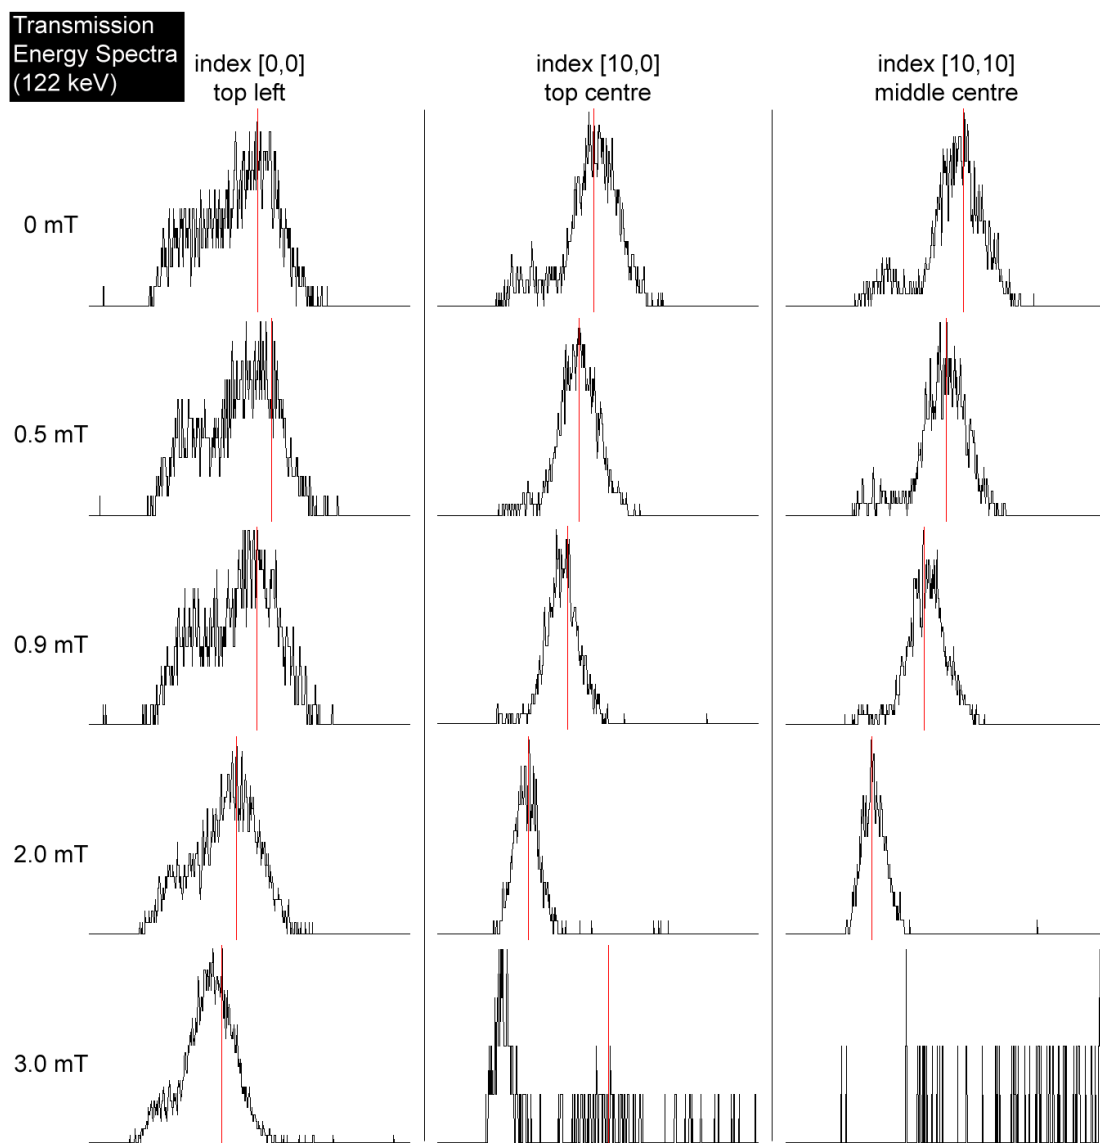 Transmission
Energy Spectra
(122 keV)
index [0,0]
top left
index [10,0]
top centre
index [10,10]
middle centre
0 mT
0.5 mT
0.9 mT
2.0 mT
3.0 mT